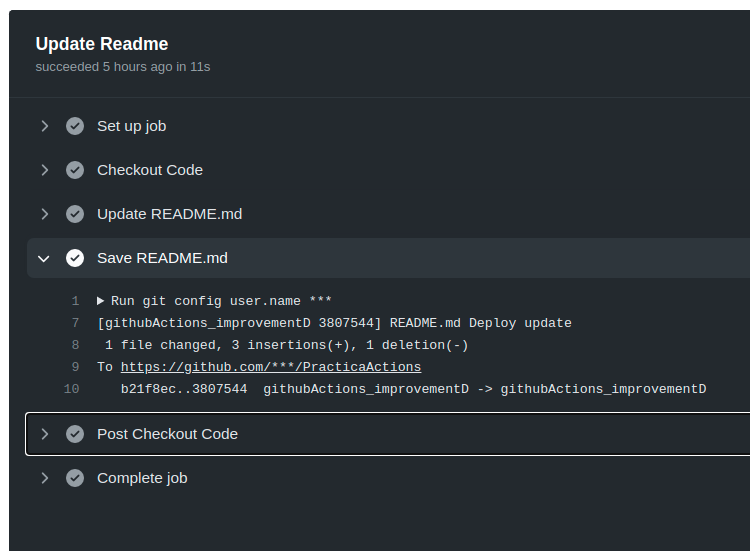 Update Readme
succeeded 5 hours ago in 11s
Set up job
Checkout Code
Update README.md
Save README.md
1 Run git config user.name ***
7 [githubActions_improvementD 3807544] README.md Deploy update
8 1 file changed, 3 insertions(+), 1 deletion(-)
9 To https://github.com/***/PracticaActions
10 b21f8ec..3807544 githubActions_improvementD -> githubActions_improvementD
Post Checkout Code
Complete job